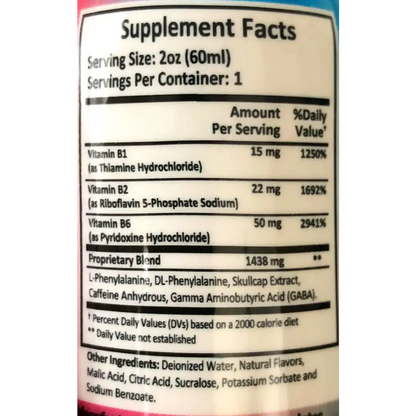 Supplement Facts
Serving Size: 2oz (60ml)
Servings Per Container: 1
Amount Per Serving %Daily Value†
Vitamin B1 15 mg 1250%
(as Thiamine Hydrochloride)
Vitamin B2 22 mg 1692%
(as Riboflavin 5-Phosphate Sodium)
Vitamin B6 50 mg 2941%
(as Pyridoxine Hydrochloride)
Proprietary Blend 1438 mg **
L-Phenylalanine, DL-Phenylalanine, Skullcap Extract,
Caffeine Anhydrous, Gamma Aminobutyric Acid (GABA).
† Percent Daily Values (DVs) based on a 2000 calorie diet
** Daily Value not established
Other Ingredients: Deionized Water, Natural Flavors,
Malic Acid, Citric Acid, Sucralose, Potassium Sorbate and
Sodium Benzoate.